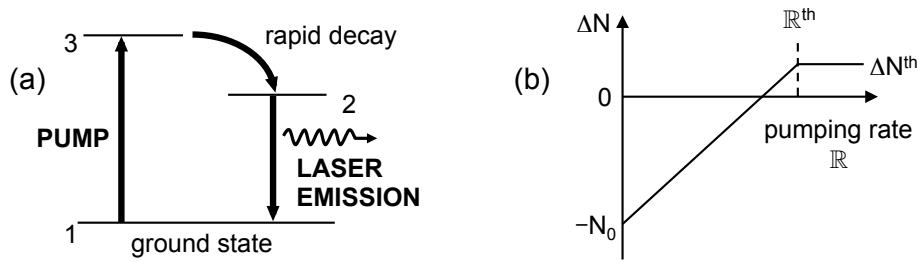 (a)
3
rapid decay
2
PUMP
LASER
EMISSION
1
ground state
(b)
ΔN
ℝth
ΔNth
0
pumping rate
ℝ
−N0